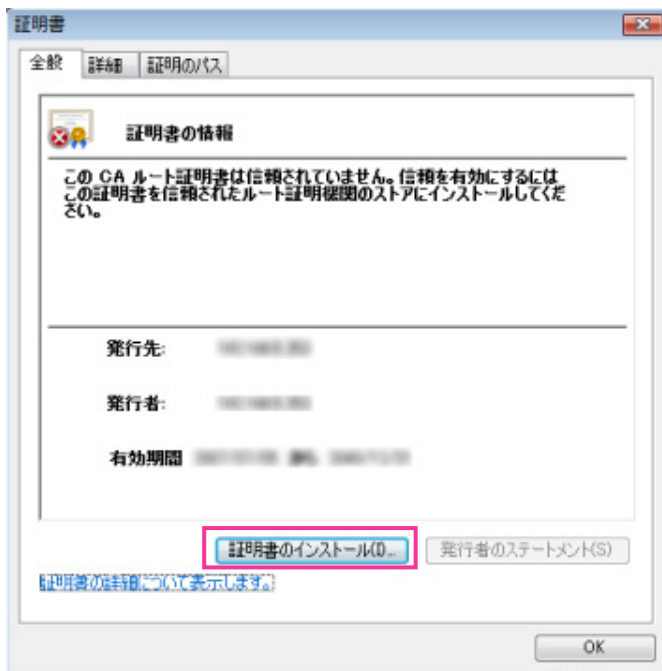 証明書
全般 詳細 証明のパス
証明書の情報
この CA ルート証明書は信頼されていません。信頼を有効にするには
この証明書を信頼されたルート証明機関のストアにインストールしてくだ
さい。
発行先:
発行者:
有効期間
証明書のインストール(I)... 発行者のステートメント(S)
証明書の詳細について表示します。
OK